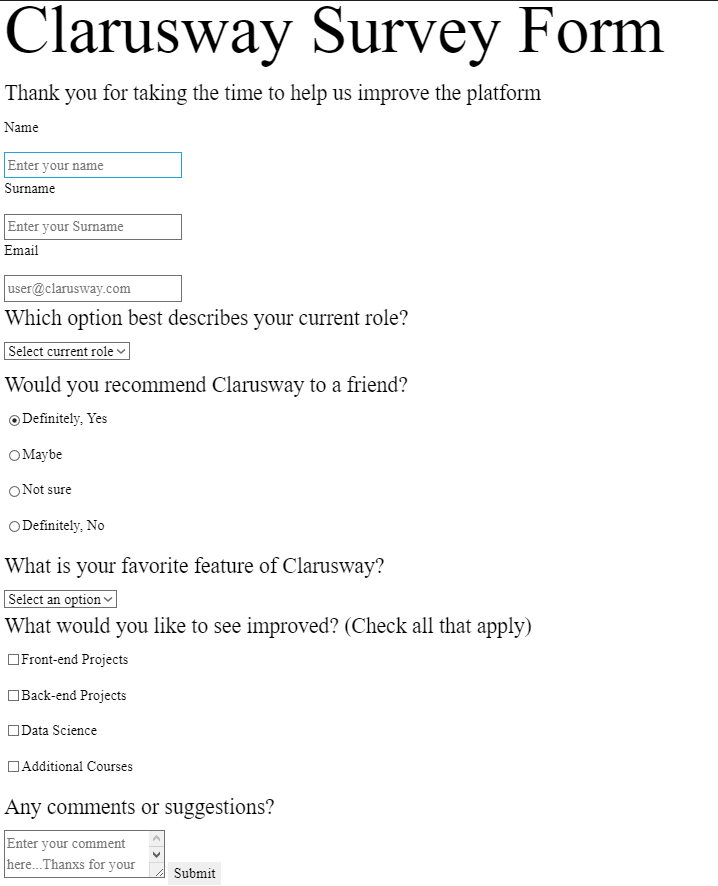 Clarusway Survey Form
Thank you for taking the time to help us improve the platform
Name
Enter your name
Surname
Enter your Surname
Email
user@clarusway.com
Which option best describes your current role?
Select current role
Would you recommend Clarusway to a friend?
Definitely, Yes
Maybe
Not sure
Definitely, No
What is your favorite feature of Clarusway?
Select an option
What would you like to see improved? (Check all that apply)
Front-end Projects
Back-end Projects
Data Science
Additional Courses
Any comments or suggestions?
Enter your comment
here...Thanxs for your
Submit